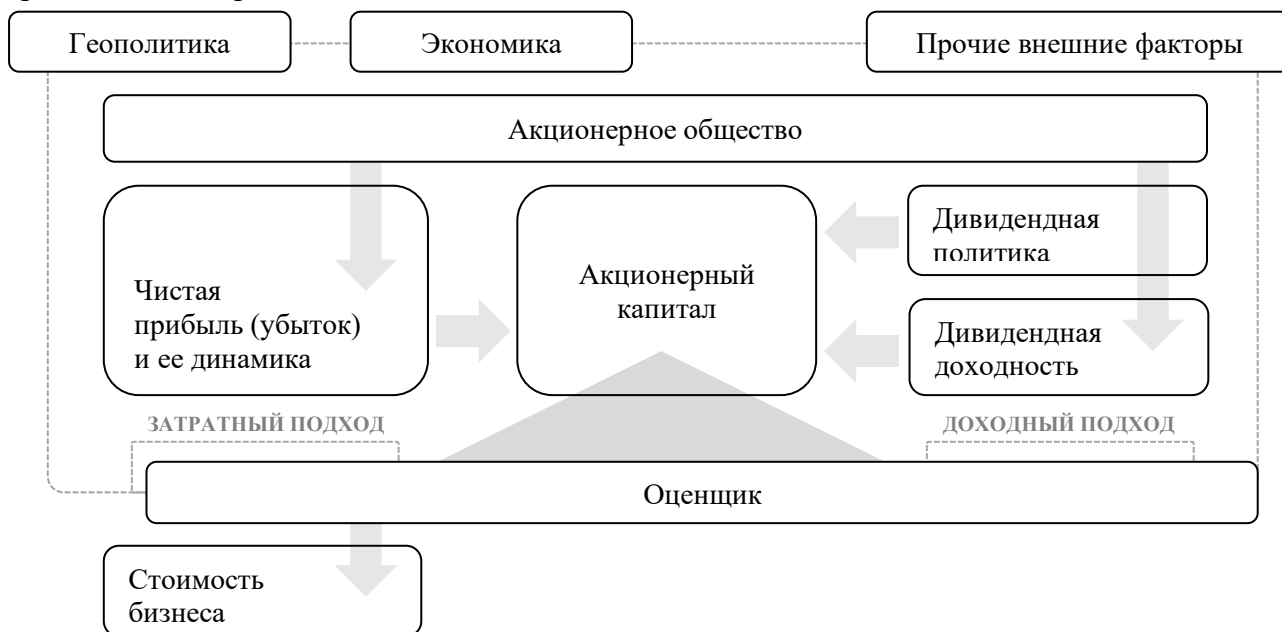 Геополитика
Экономика
Прочие внешние факторы
Акционерное общество
Чистая
прибыль (убыток)
и ее динамика
Акционерный
капитал
Дивидендная
политика
Дивидендная
доходность
ЗАТРАТНЫЙ ПОДХОД
ДОХОДНЫЙ ПОДХОД
Оценщик
Стоимость
бизнеса